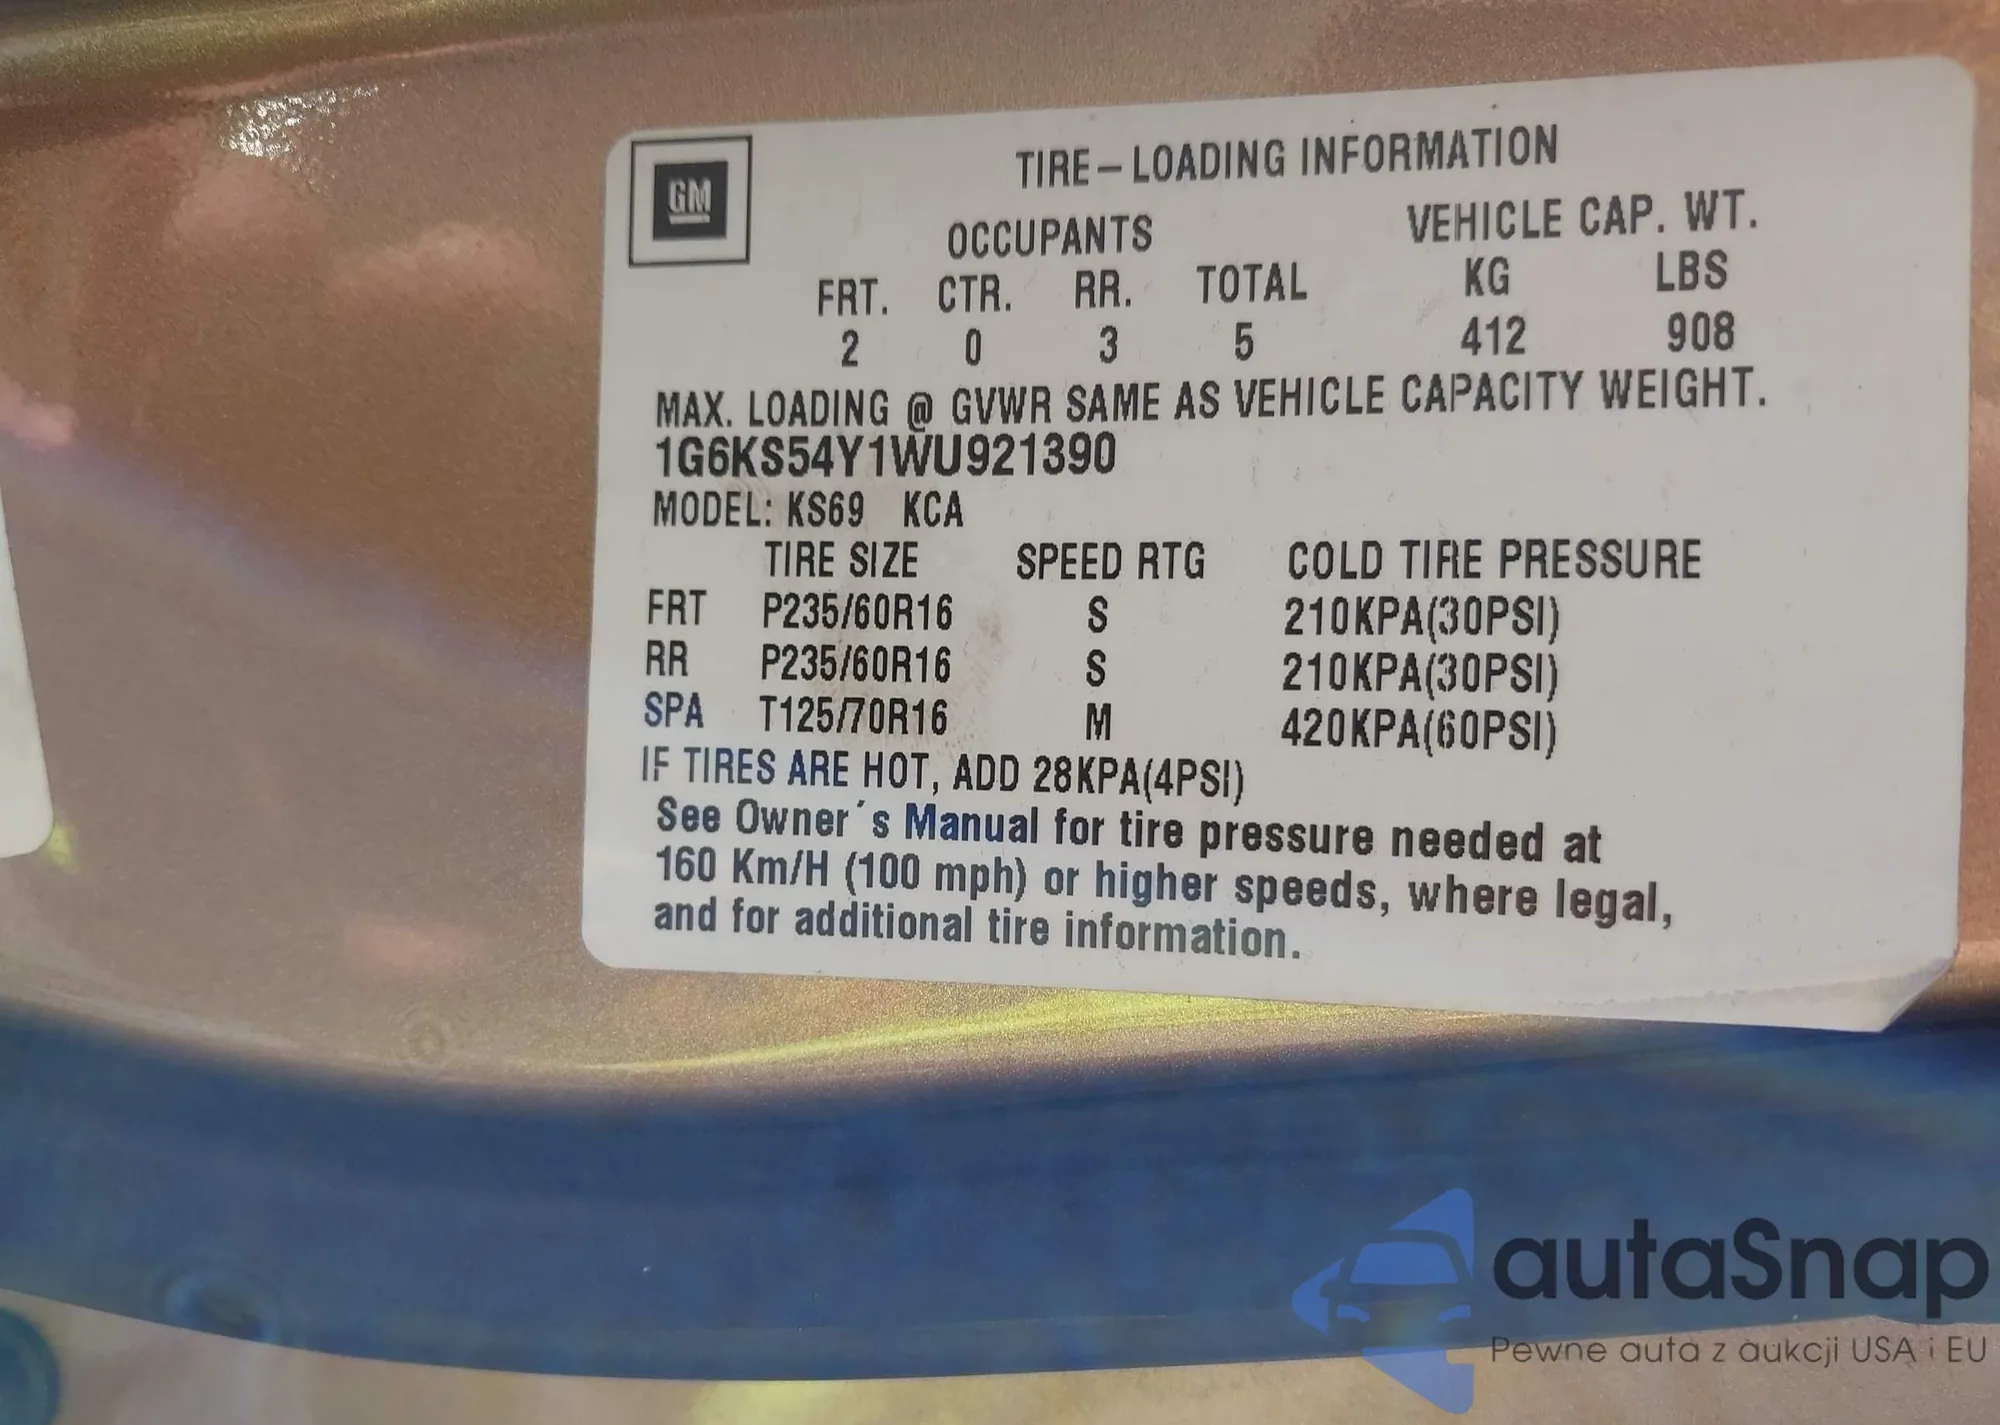 GM
TIRE-LOADING INFORMATION
OCCUPANTS VEHICLE CAP. WT.
FRT. CTR. RR. TOTAL KG LBS
2 0 3 5 412 908
MAX. LOADING @ GVWR SAME AS VEHICLE CAPACITY WEIGHT.
1G6KS54Y1WU921390
MODEL: KS69 KCA
TIRE SIZE SPEED RTG COLD TIRE PRESSURE
FRT P235/60R16 S 210KPA(30PSI)
RR P235/60R16 S 210KPA(30PSI)
SPA T125/70R16 M 420KPA(60PSI)
IF TIRES ARE HOT, ADD 28KPA(4PSI)
See Owner´s Manual for tire pressure needed at
160 Km/H (100 mph) or higher speeds, where legal,
and for additional tire information.
autaSnap
Pewne auta z aukcji USA i EU